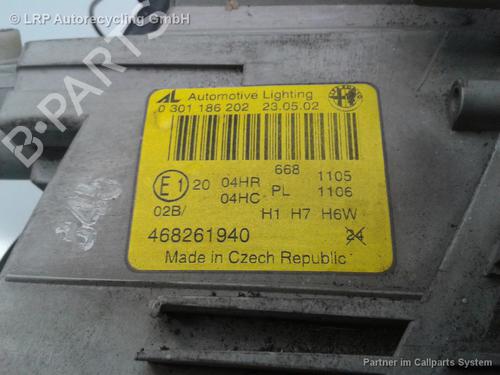 © LRP Autorecycling GmbH
B-PARTS
AL Automotive Lighting
0 301 186 202 23.05.02
668 1105
E1 20 04HR PL 1106
04HC
02B/ H1 H7 H6W
468261940 24
Made in Czech Republic
Partner im Callparts System